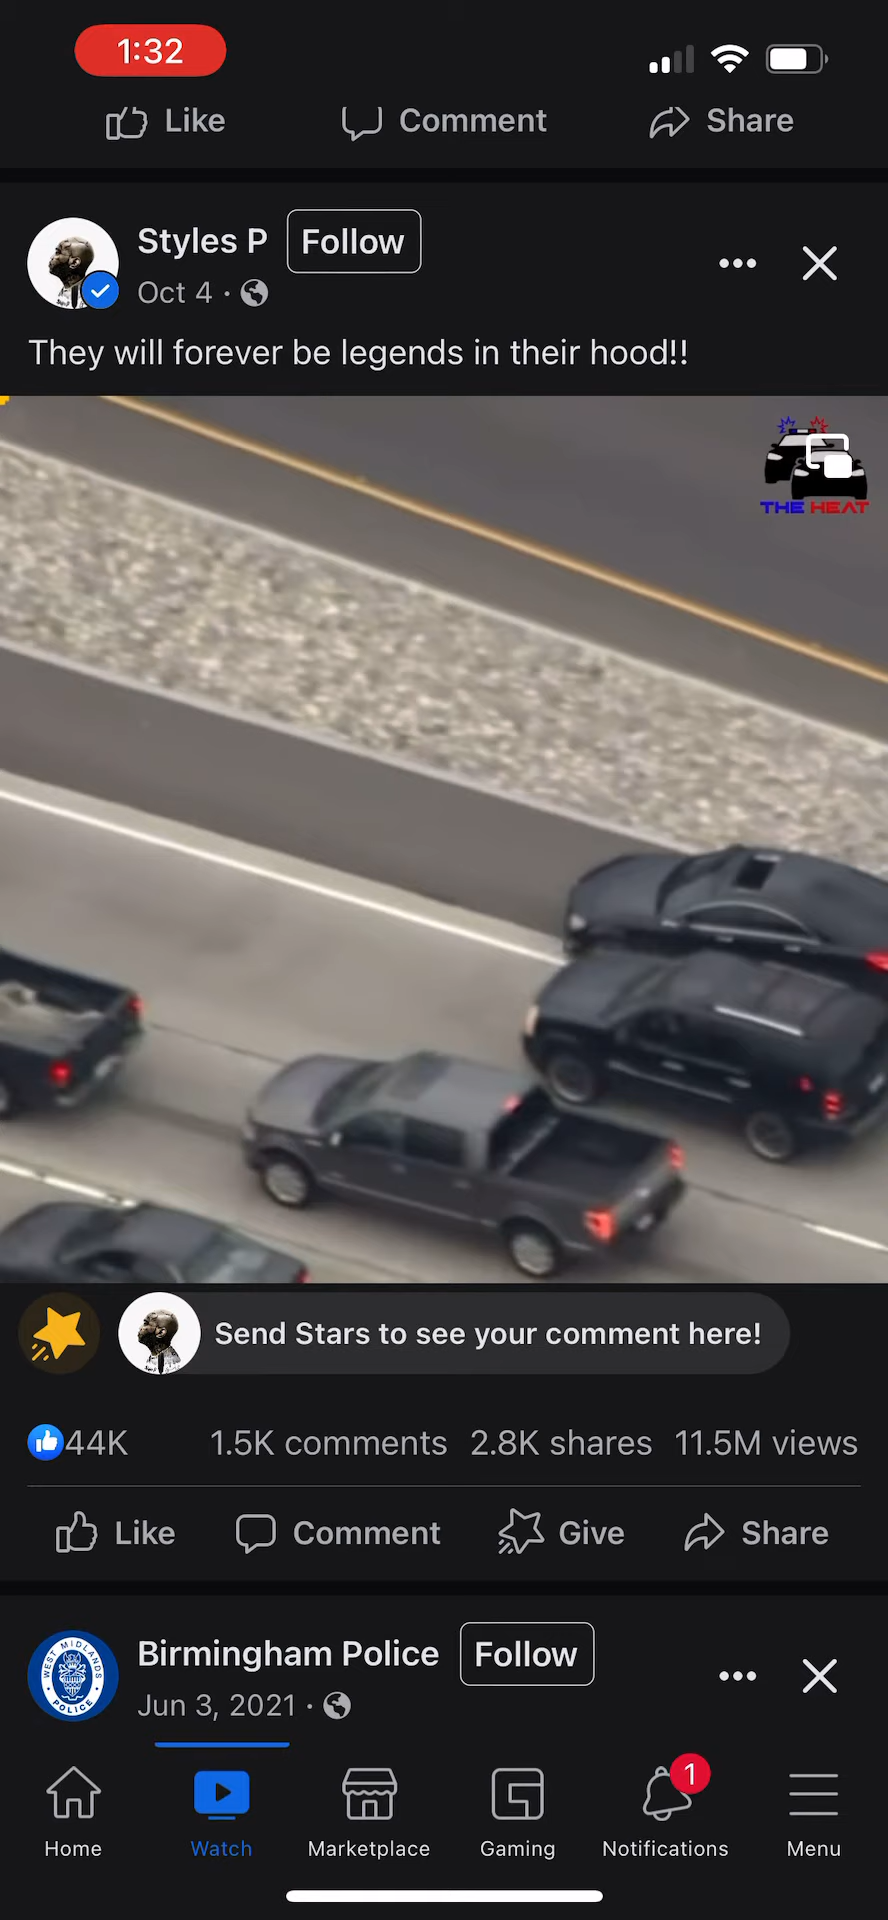 1:32
Like Comment Share
Styles P Follow
Oct 4 ·
They will forever be legends in their hood!!
THE HEAT
Send Stars to see your comment here!
44K 1.5K comments 2.8K shares 11.5M views
Like Comment Give Share
WEST MIDLANDS POLICE
Birmingham Police Follow
Jun 3, 2021 ·
1
Home Watch Marketplace Gaming Notifications Menu